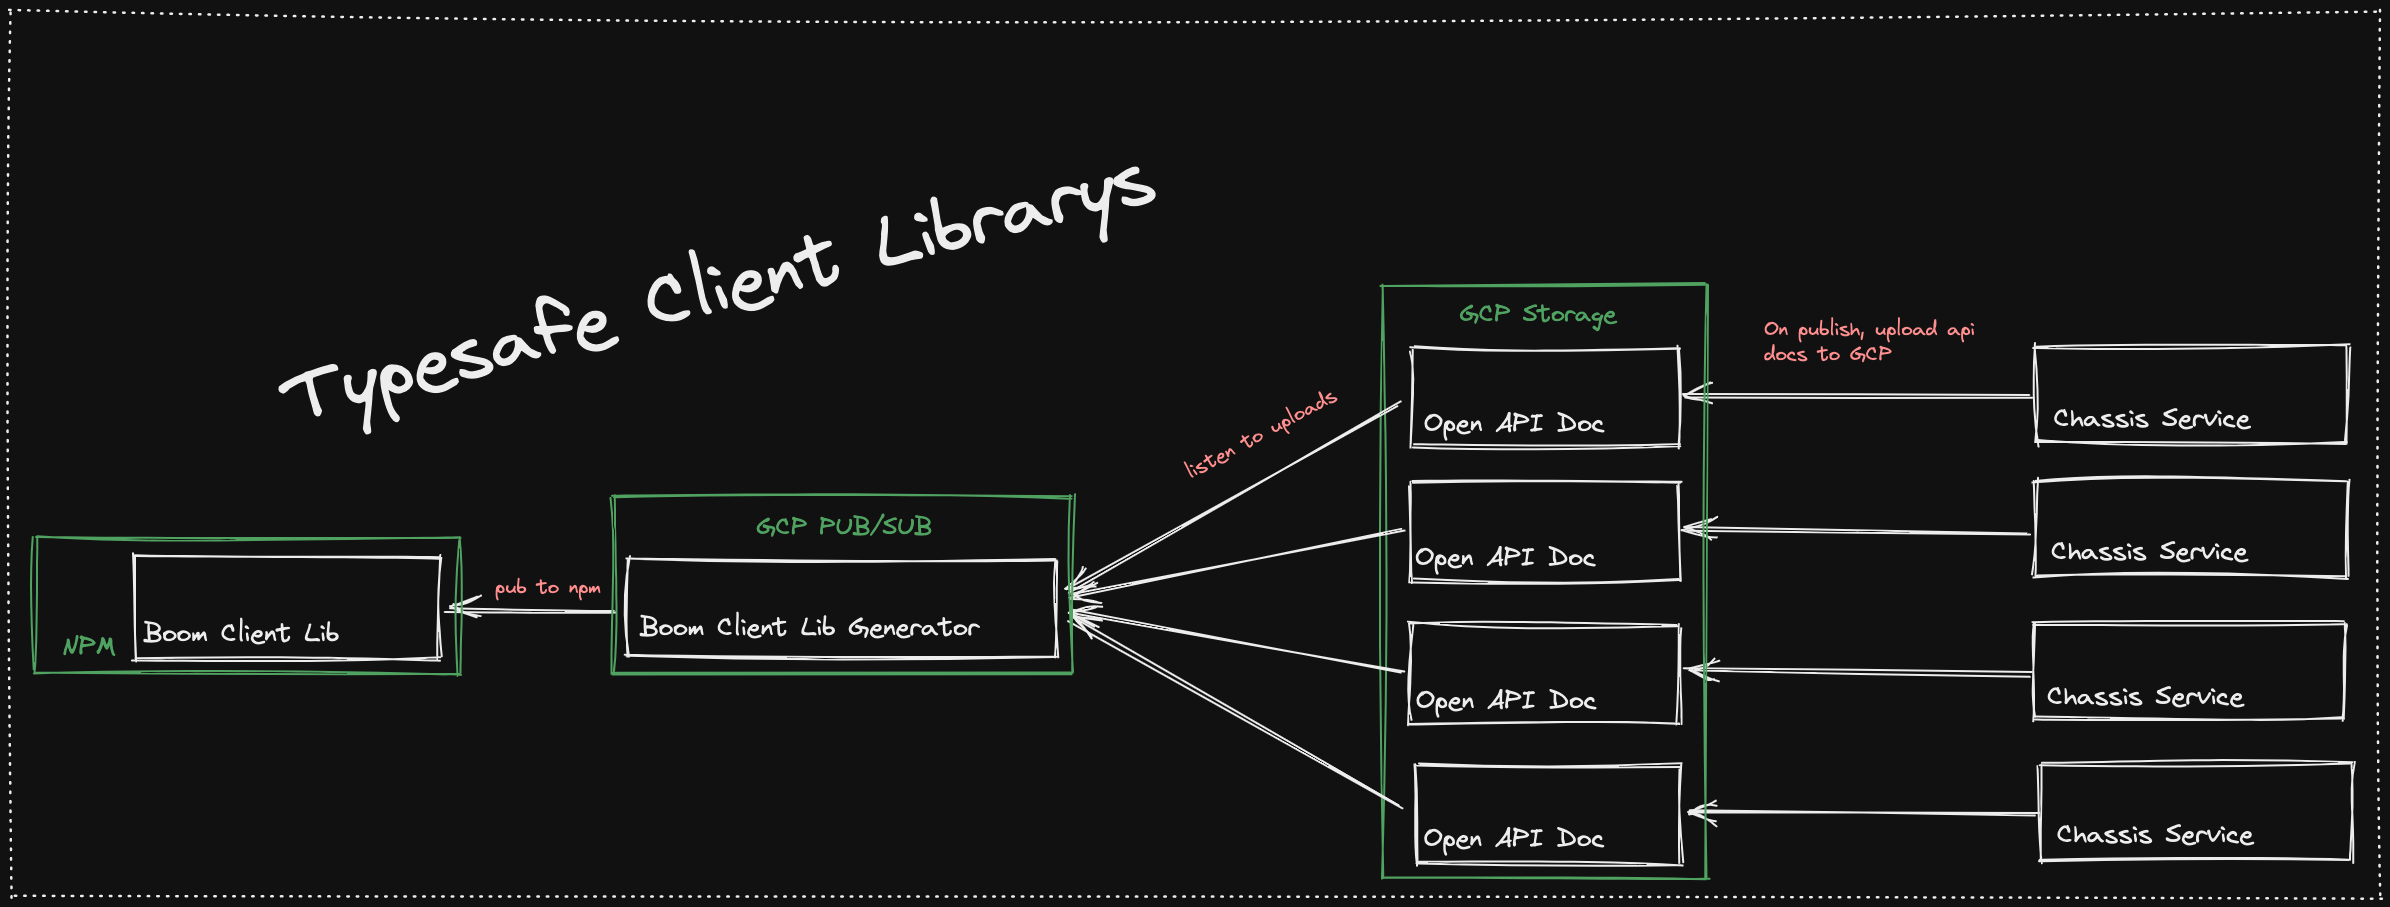 Typesafe Client Librarys
GCP Storage
On publish, upload api
docs to GCP
listen to uploads
Open API Doc
Chassis Service
GCP PUB/SUB
Open API Doc
Chassis Service
pub to npm
NPM
Boom Client Lib
Boom Client Lib Generator
Open API Doc
Chassis Service
Open API Doc
Chassis Service